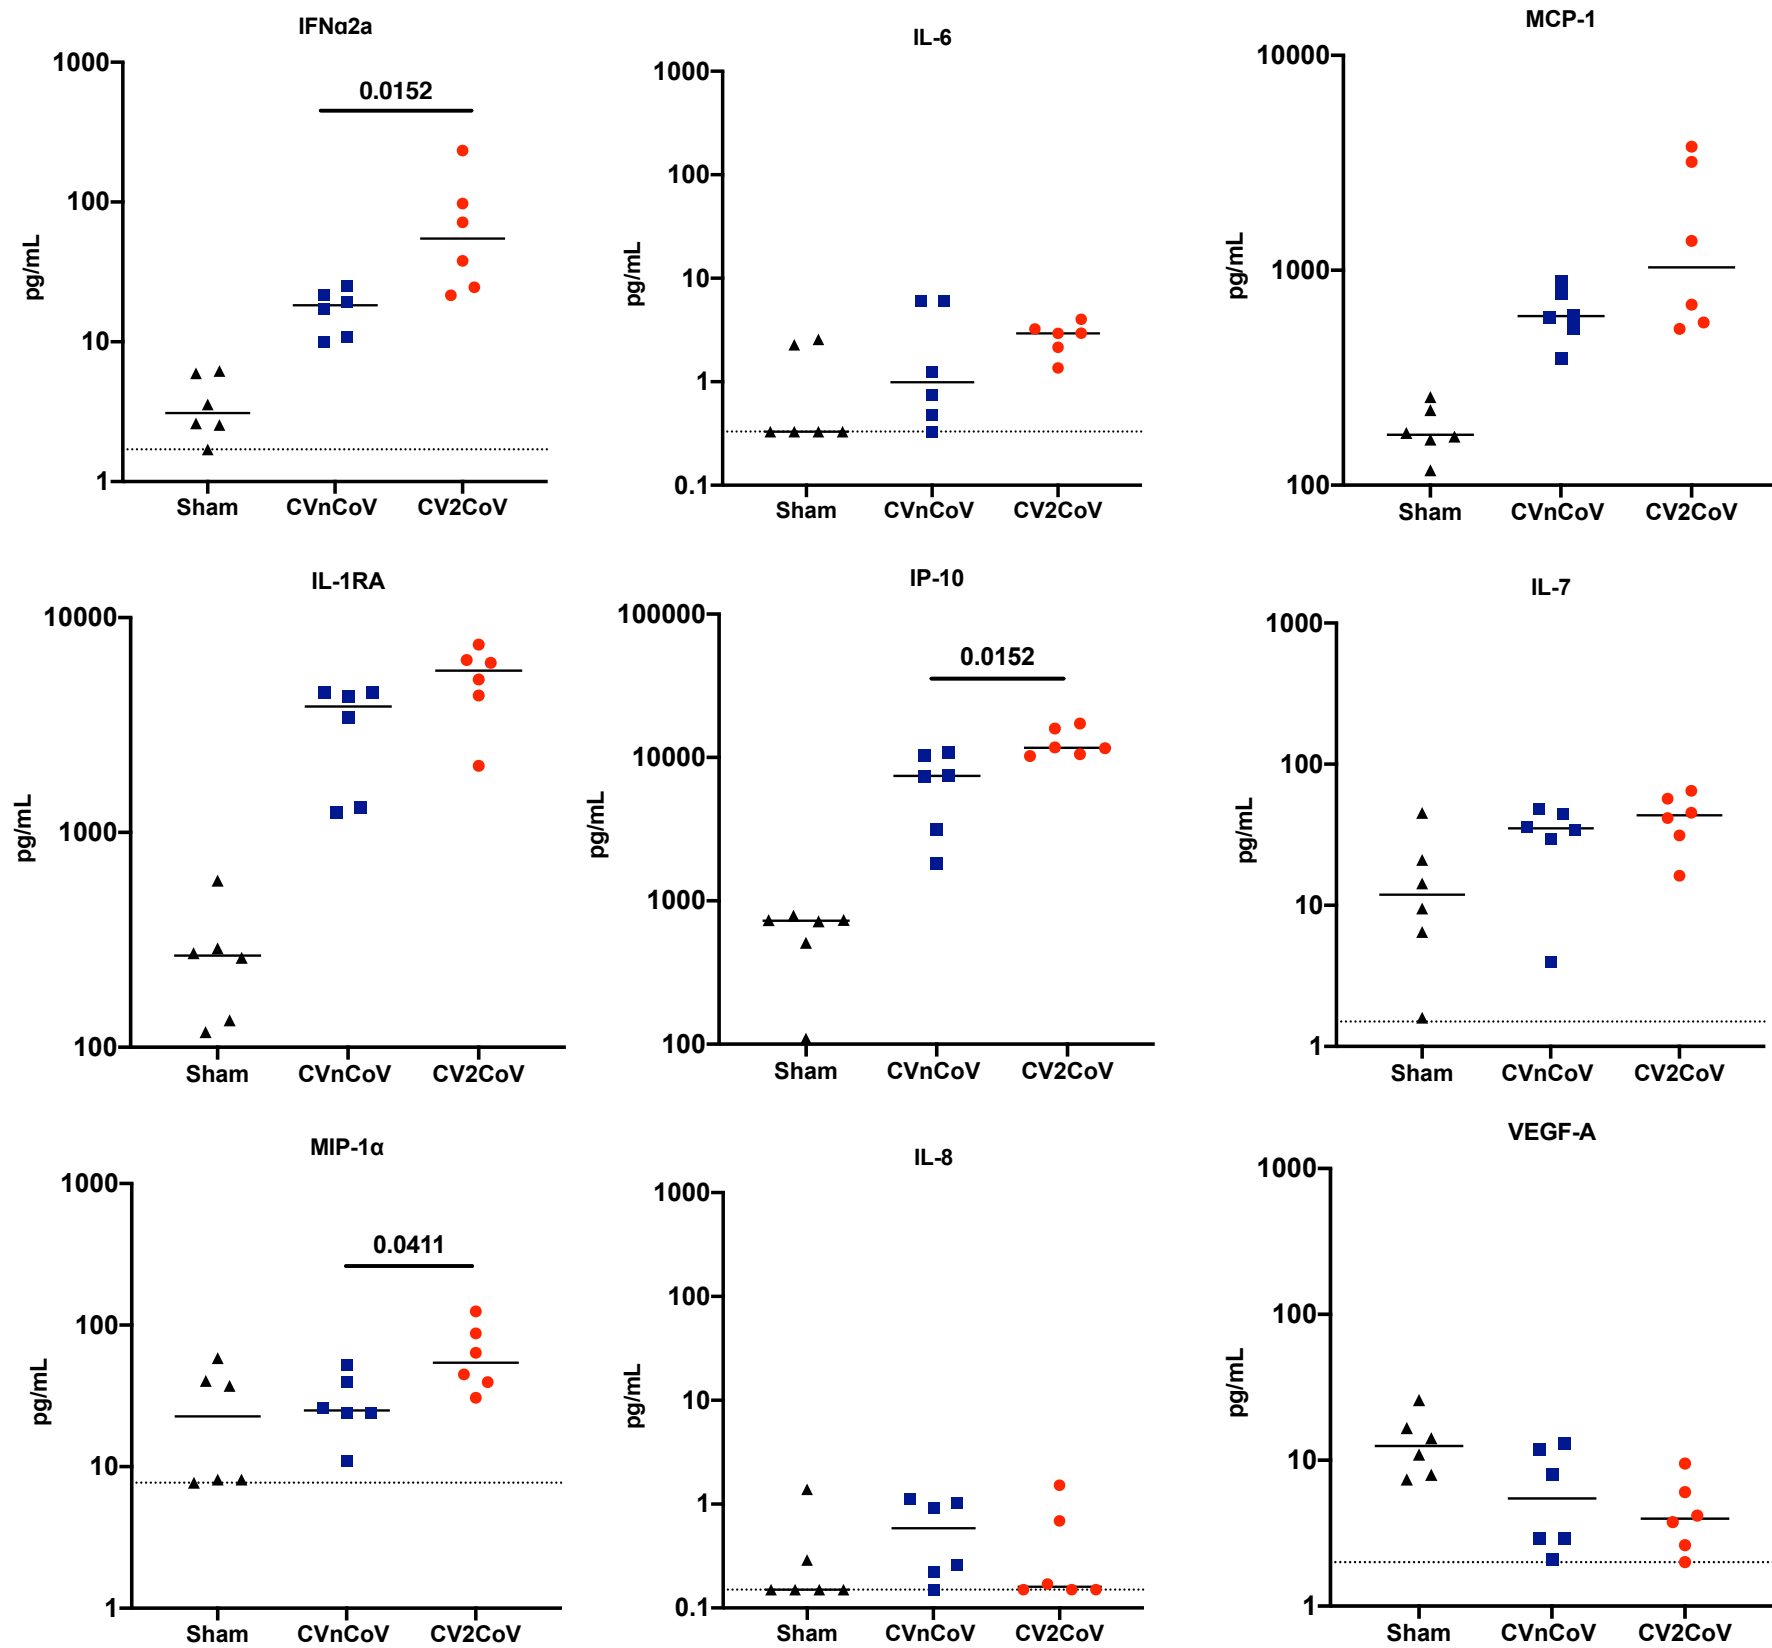 IFNα2a
1000
0.0152
100
pg/mL
10
1
Sham CVnCoV CV2CoV
IL-6
1000
100
pg/mL
10
1
0.1
Sham CVnCoV CV2CoV
MCP-1
10000
pg/mL
1000
100
Sham CVnCoV CV2CoV
IL-1RA
10000
pg/mL
1000
100
Sham CVnCoV CV2CoV
IP-10
100000
0.0152
10000
pg/mL
1000
100
Sham CVnCoV CV2CoV
IL-7
1000
100
pg/mL
10
1
Sham CVnCoV CV2CoV
MIP-1α
1000
0.0411
100
pg/mL
10
1
Sham CVnCoV CV2CoV
IL-8
1000
100
pg/mL
10
1
0.1
Sham CVnCoV CV2CoV
VEGF-A
1000
100
pg/mL
10
1
Sham CVnCoV CV2CoV